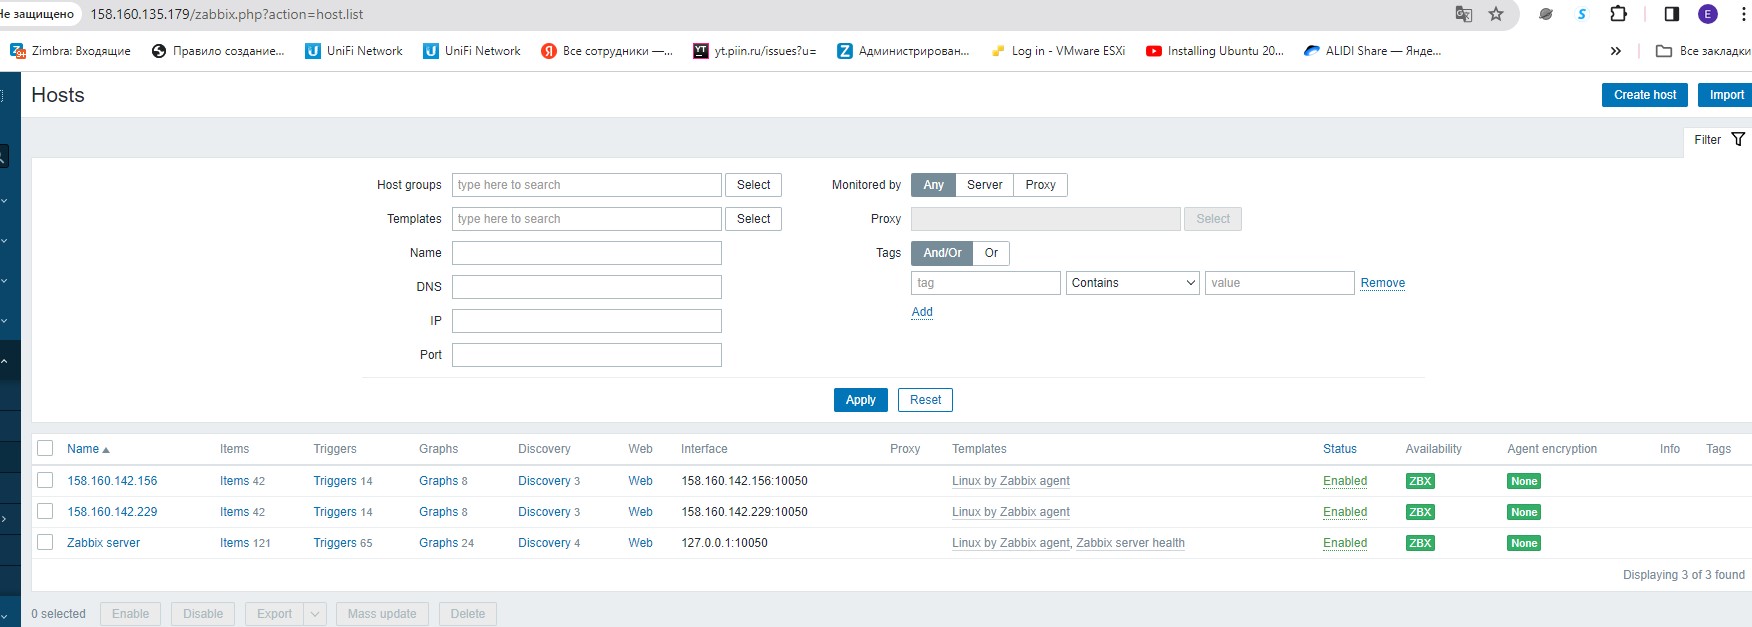 Не защищено 158.160.135.179/zabbix.php?action=host.list
Zimbra: Входящие Правило создание... UniFi Network UniFi Network Все сотрудники —... yt.piin.ru/issues?u= Администрирован... Log in - VMware ESXi Installing Ubuntu 20... ALIDI Share — Янде... » Все закладки
Hosts Create host Import
Filter
Host groups type here to search Select Monitored by Any Server Proxy
Templates type here to search Select Proxy Select
Name Tags And/Or Or
DNS tag Contains value Remove
IP Add
Port
Apply Reset
Name Items Triggers Graphs Discovery Web Interface Proxy Templates Status Availability Agent encryption Info Tags
158.160.142.156 Items 42 Triggers 14 Graphs 8 Discovery 3 Web 158.160.142.156:10050 Linux by Zabbix agent Enabled ZBX None
158.160.142.229 Items 42 Triggers 14 Graphs 8 Discovery 3 Web 158.160.142.229:10050 Linux by Zabbix agent Enabled ZBX None
Zabbix server Items 121 Triggers 65 Graphs 24 Discovery 4 Web 127.0.0.1:10050 Linux by Zabbix agent, Zabbix server health Enabled ZBX None
Displaying 3 of 3 found
0 selected Enable Disable Export Mass update Delete